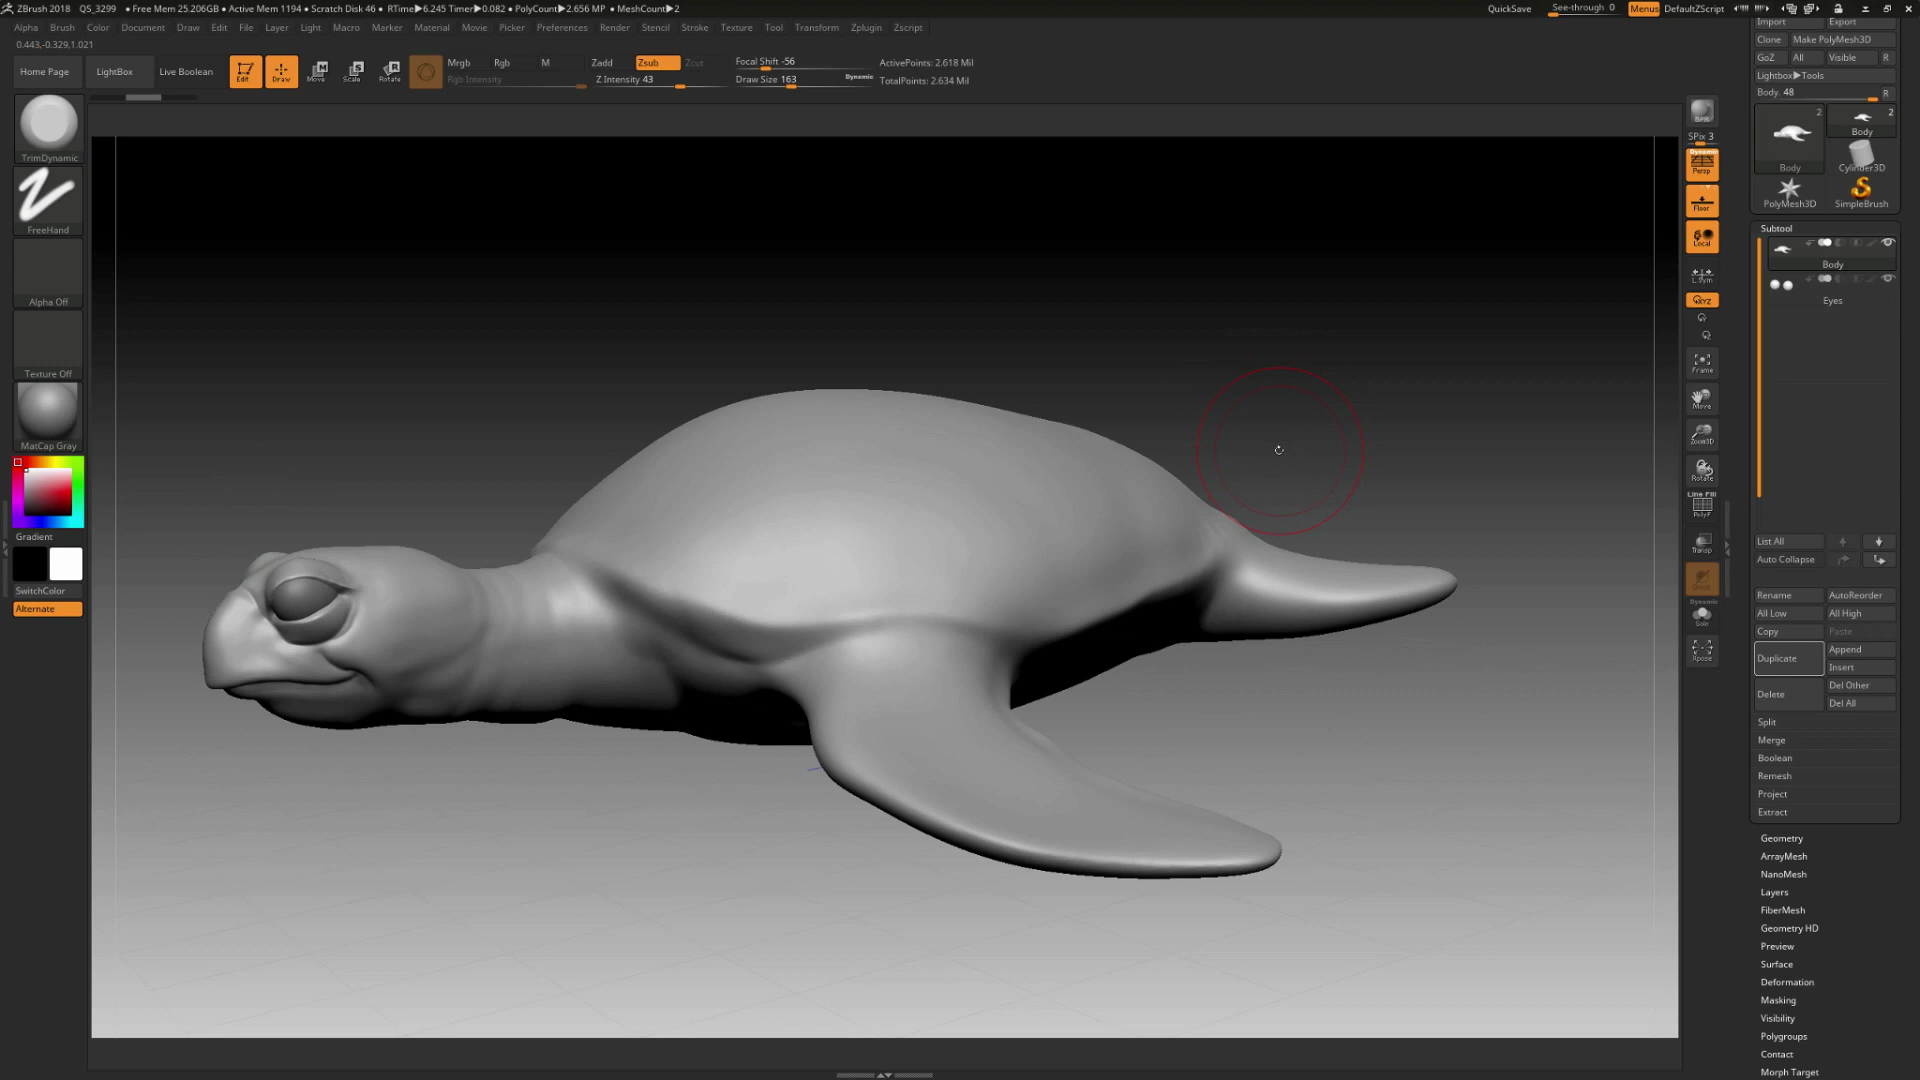 ZBrush 2018 QS_3299 • Free Mem 25.206GB • Active Mem 1194 • Scratch Disk 46 • RTime▶6.245 Timer▶0.082 • PolyCount▶2.656 MP • MeshCount▶2 QuickSave See-through 0 Menus DefaultZScript
Alpha Brush Color Document Draw Edit File Layer Light Macro Marker Material Movie Picker Preferences Render Stencil Stroke Texture Tool Transform Zplugin Zscript
0.443,-0.329,1.021
Home Page LightBox Live Boolean Edit Draw Move Scale Rotate
Mrgb Rgb M Zadd Zsub Zcut Focal Shift -56 ActivePoints: 2.618 Mil
Rgb Intensity Z Intensity 43 Draw Size 163 Dynamic TotalPoints: 2.634 Mil
TrimDynamic
FreeHand
Alpha Off
Texture Off
MatCap Gray
Gradient
SwitchColor
Alternate
BPR
SPix 3
Dynamic
Persp
Floor
Local
L.Sym
XYZ
Frame
Move
Zoom3D
Rotate
Line Fill
PolyF
Transp
Dynamic
Solo
Xpose
Import Export
Clone Make PolyMesh3D
GoZ All Visible R
Lightbox▶Tools
Body. 48 R
2 2
Body
Body Cylinder3D
PolyMesh3D SimpleBrush
Subtool
Body
Eyes
List All
Auto Collapse
Rename AutoReorder
All Low All High
Copy Paste
Duplicate Append
Insert
Delete Del Other
Del All
Split
Merge
Boolean
Remesh
Project
Extract
Geometry
ArrayMesh
NanoMesh
Layers
FiberMesh
Geometry HD
Preview
Surface
Deformation
Masking
Visibility
Polygroups
Contact
Morph Target